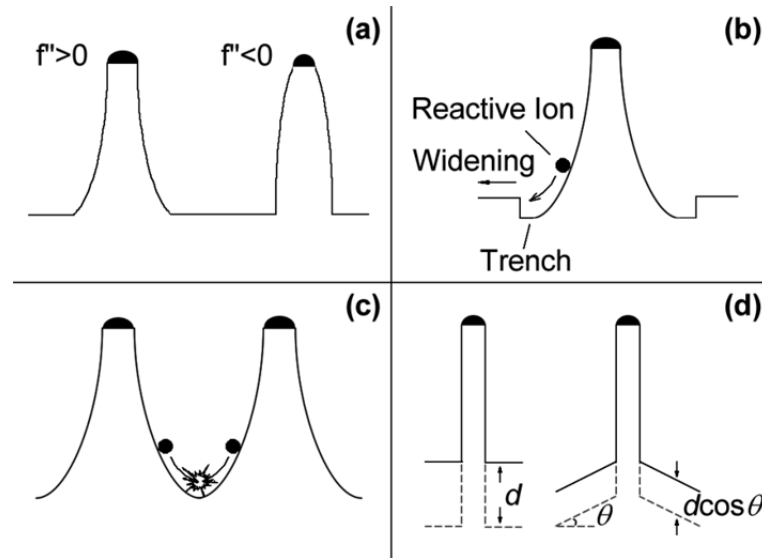 (a)
f">0
f"<0
(b)
Reactive Ion
Widening
Trench
(c)
(d)
d
θ
dcosθ